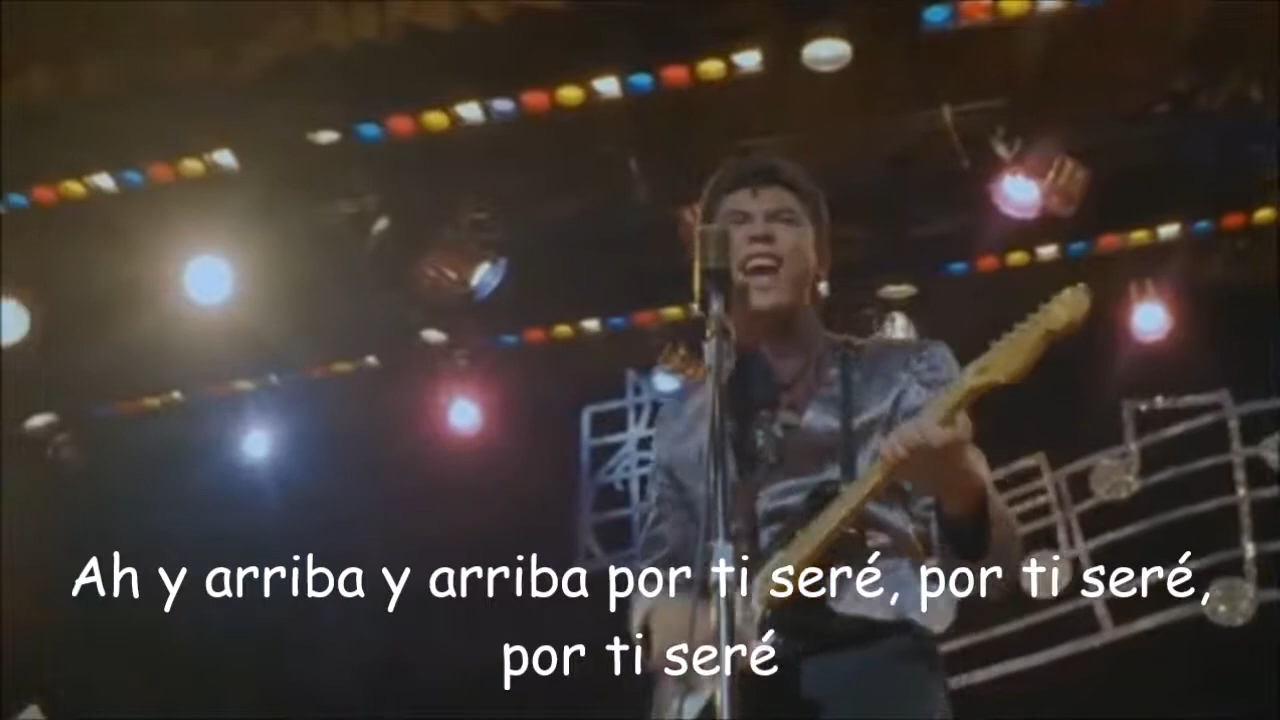 Ah y arriba y arriba por ti seré, por ti seré,
por ti seré